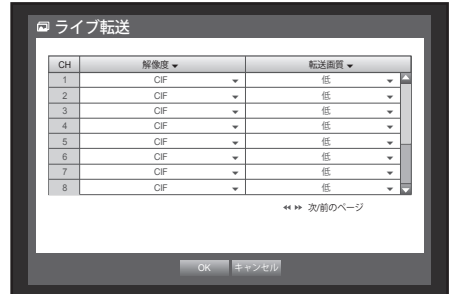 ライブ転送
CH 解像度 転送画質
1 CIF 低
2 CIF 低
3 CIF 低
4 CIF 低
5 CIF 低
6 CIF 低
7 CIF 低
8 CIF 低
次/前のページ
OK キャンセル